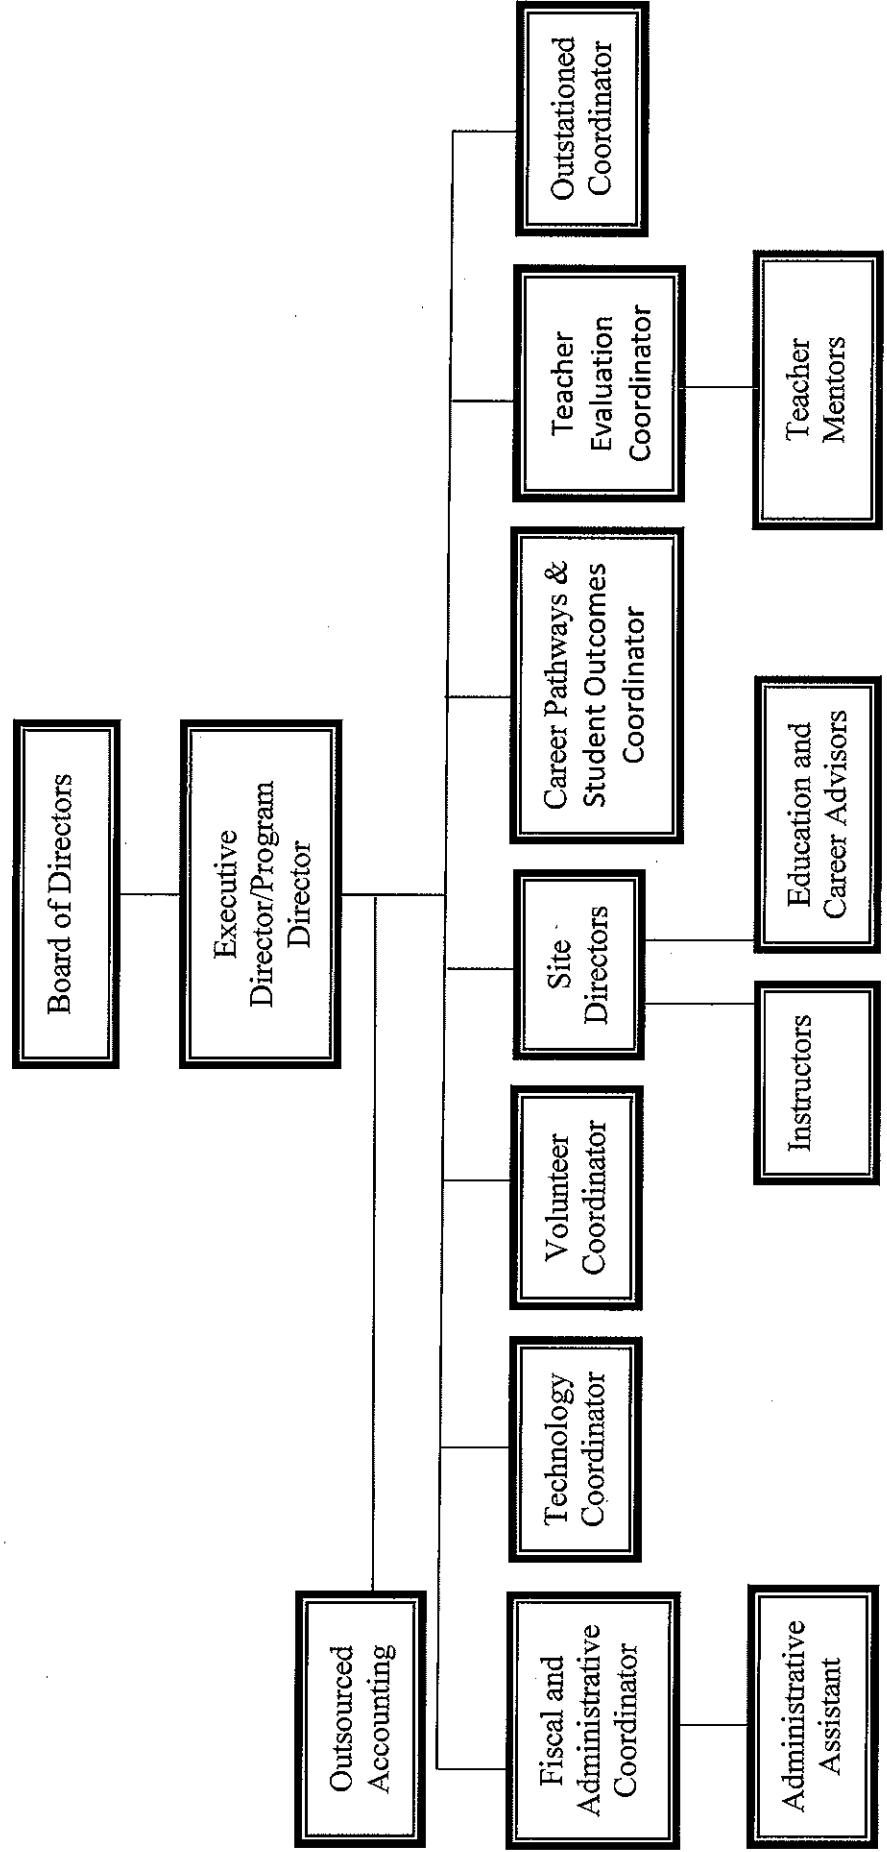 Board of Directors
Executive
Director/Program
Director
Outsourced
Accounting
Fiscal and
Administrative
Coordinator
Technology
Coordinator
Volunteer
Coordinator
Site
Directors
Career Pathways &
Student Outcomes
Coordinator
Teacher
Evaluation
Coordinator
Outstationed
Coordinator
Administrative
Assistant
Instructors
Education and
Career Advisors
Teacher
Mentors